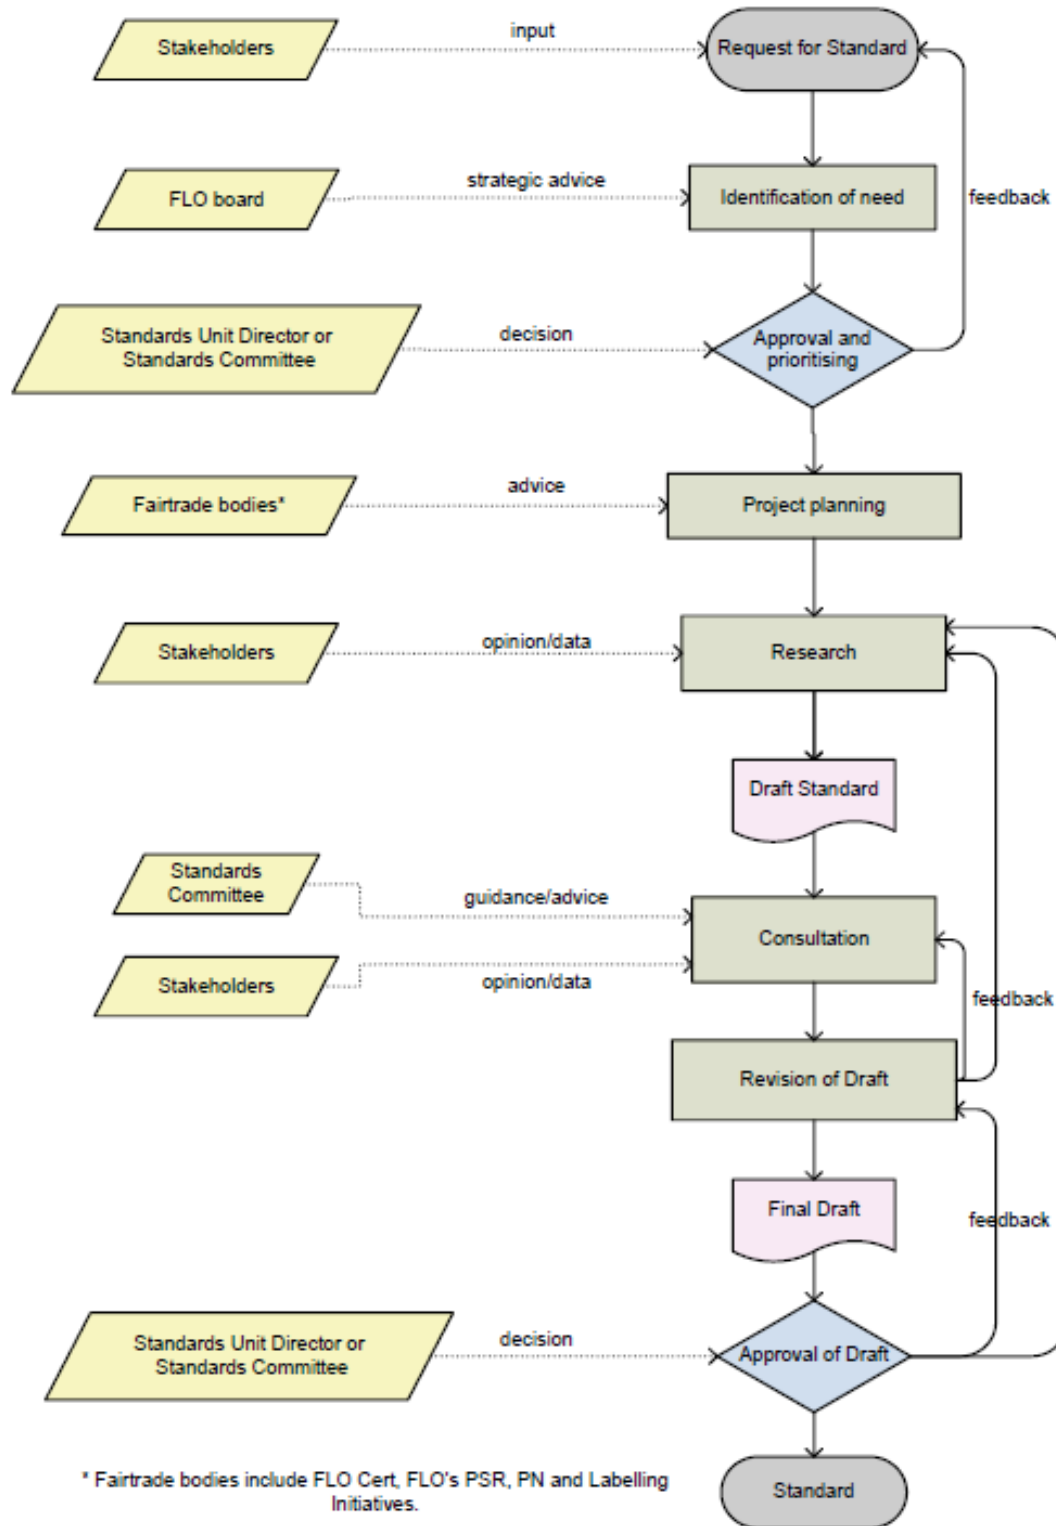 Stakeholders
input
Request for Standard
FLO board
strategic advice
Identification of need
feedback
Standards Unit Director or
Standards Committee
decision
Approval and
prioritising
Fairtrade bodies*
advice
Project planning
Stakeholders
opinion/data
Research
Draft Standard
Standards
Committee
guidance/advice
Consultation
Stakeholders
opinion/data
feedback
Revision of Draft
Final Draft
feedback
Standards Unit Director or
Standards Committee
decision
Approval of Draft
* Fairtrade bodies include FLO Cert, FLO's PSR, PN and Labelling
Initiatives.
Standard